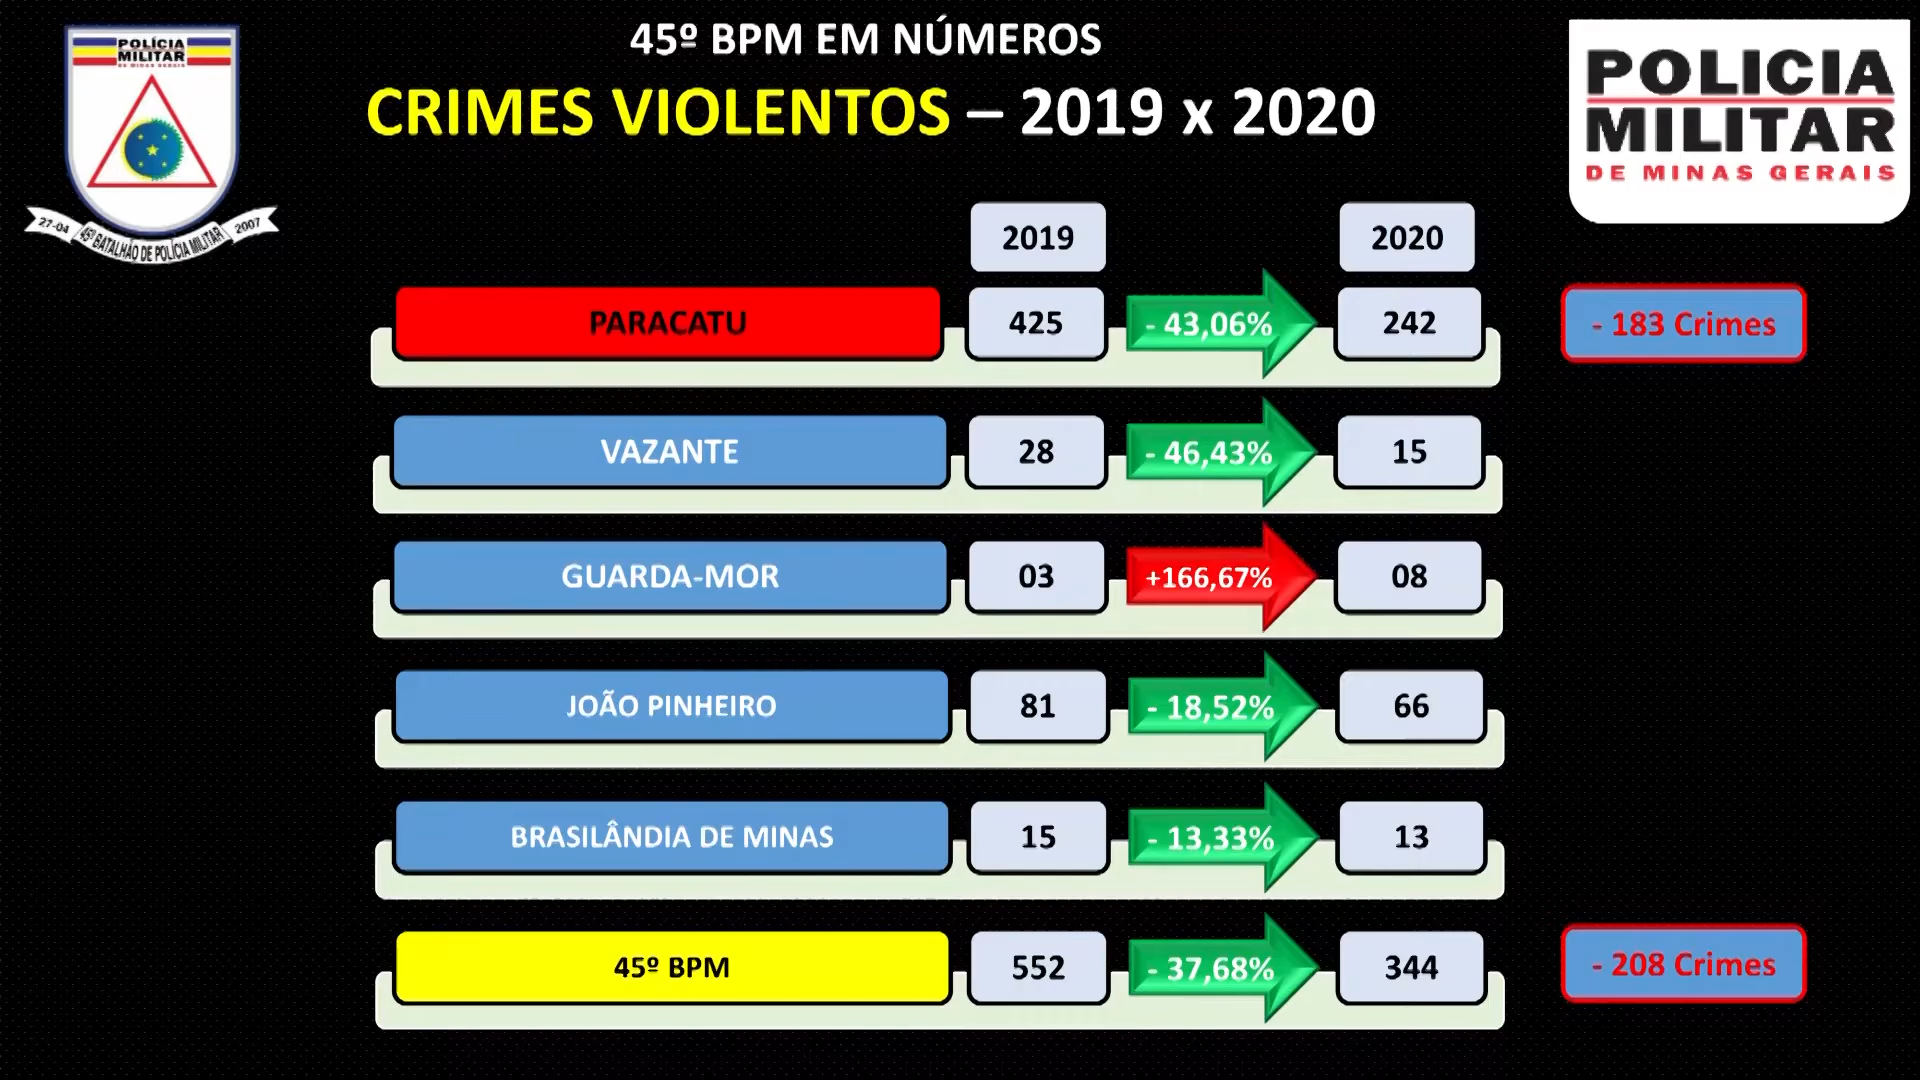 45º BPM EM NÚMEROS
CRIMES VIOLENTOS – 2019 x 2020
POLÍCIA
MILITAR
DE MINAS GERAIS
27-04
45º BATALHÃO DE POLÍCIA MILITAR
2007
POLICIA
MILITAR
DE MINAS GERAIS
2019 2020
PARACATU 425 - 43,06% 242 - 183 Crimes
VAZANTE 28 - 46,43% 15
GUARDA-MOR 03 +166,67% 08
JOÃO PINHEIRO 81 - 18,52% 66
BRASILÂNDIA DE MINAS 15 - 13,33% 13
45º BPM 552 - 37,68% 344 - 208 Crimes